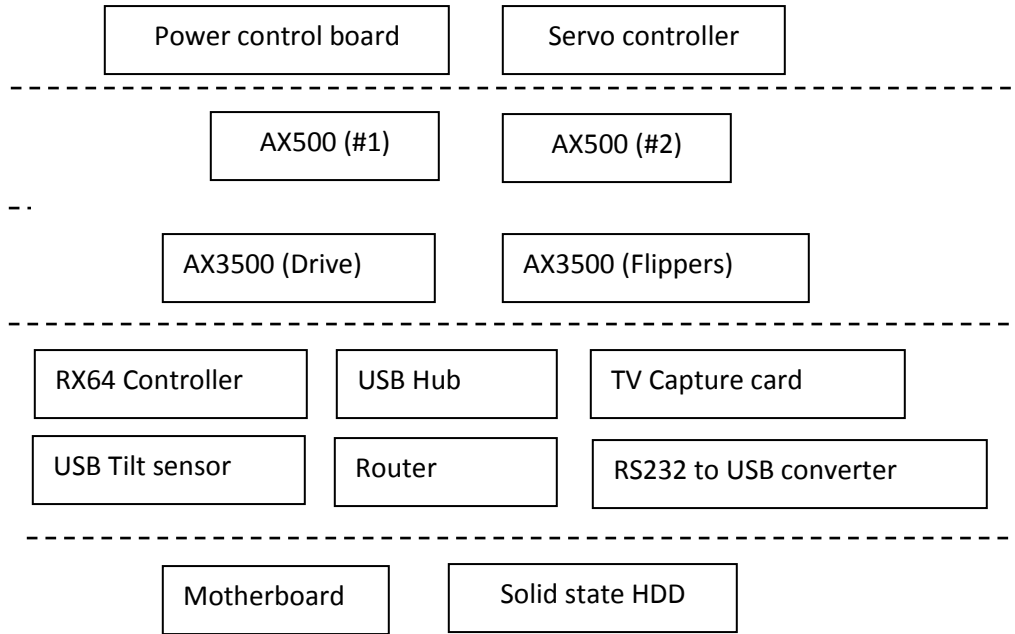 Power control board
Servo controller
AX500 (#1)
AX500 (#2)
AX3500 (Drive)
AX3500 (Flippers)
RX64 Controller
USB Hub
TV Capture card
USB Tilt sensor
Router
RS232 to USB converter
Motherboard
Solid state HDD